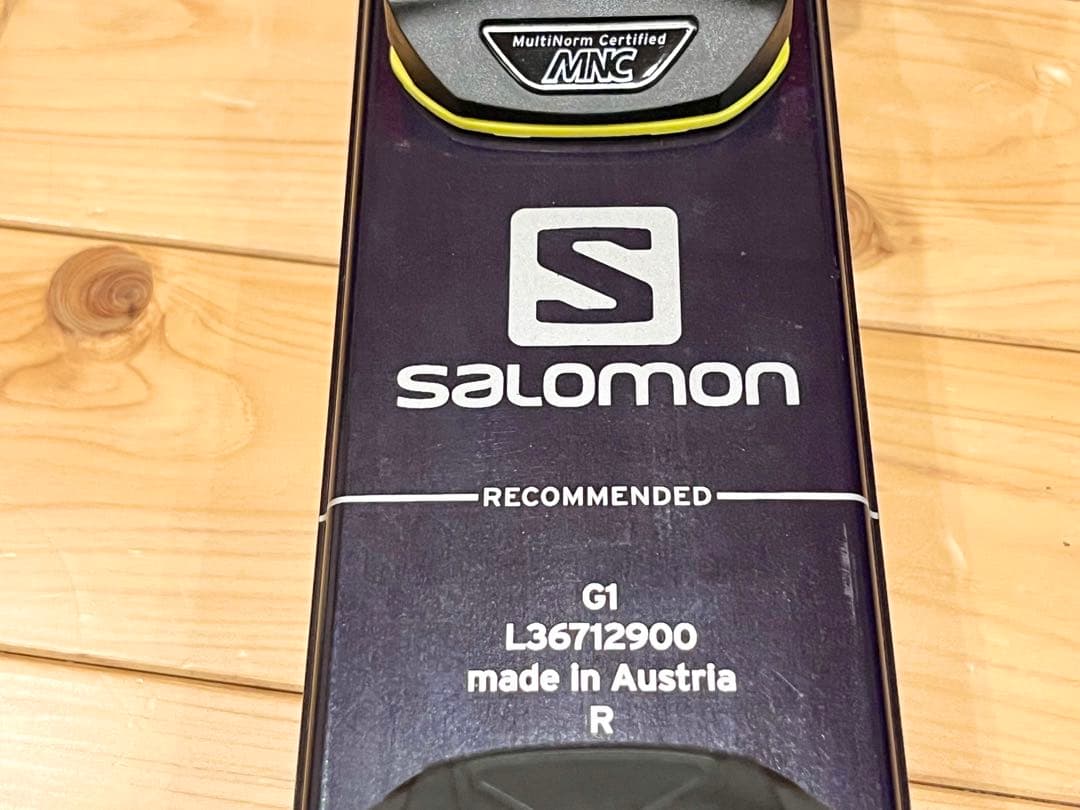 MultiNorm Certified
MNC
S
SALOMON
RECOMMENDED
G1
L36712900
made in Austria
R